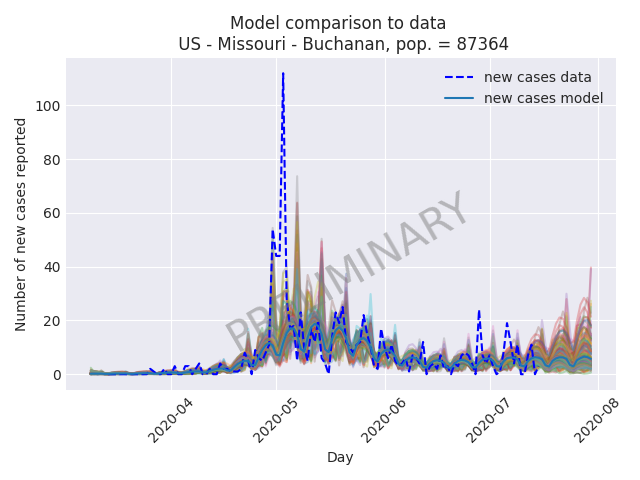 Model comparison to data
US - Missouri - Buchanan, pop. = 87364
new cases data
new cases model
Number of new cases reported
100
80
60
40
20
0
PRELIMINARY
2020-04
2020-05
2020-06
2020-07
2020-08
Day